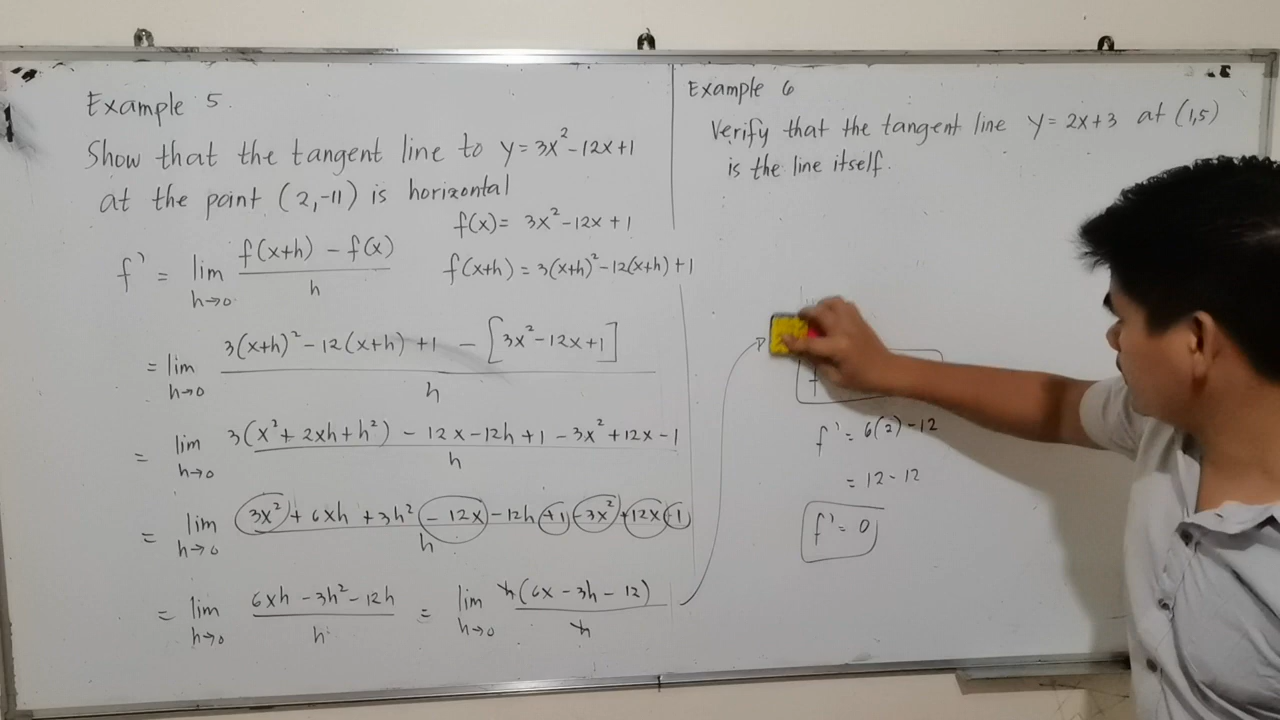 Example 5.
Show that the tangent line to y = 3x² - 12x + 1
at the point (2, -11) is horizontal
f(x) = 3x² - 12x + 1
f' = lim h→0 f(x+h) - f(x) / h
f(x+h) = 3(x+h)² - 12(x+h) + 1
= lim h→0 3(x+h)² - 12(x+h) + 1 - [3x² - 12x + 1] / h
= lim h→0 3(x² + 2xh + h²) - 12x - 12h + 1 - 3x² + 12x - 1 / h
= lim h→0 3x² + 6xh + 3h² - 12x - 12h + 1 - 3x² + 12x - 1 / h
= lim h→0 6xh - 3h² - 12h / h = lim h→0 h(6x - 3h - 12) / h
Example 6
Verify that the tangent line y = 2x + 3 at (1,5)
is the line itself.
f' = 6(2) - 12
= 12 - 12
f' = 0